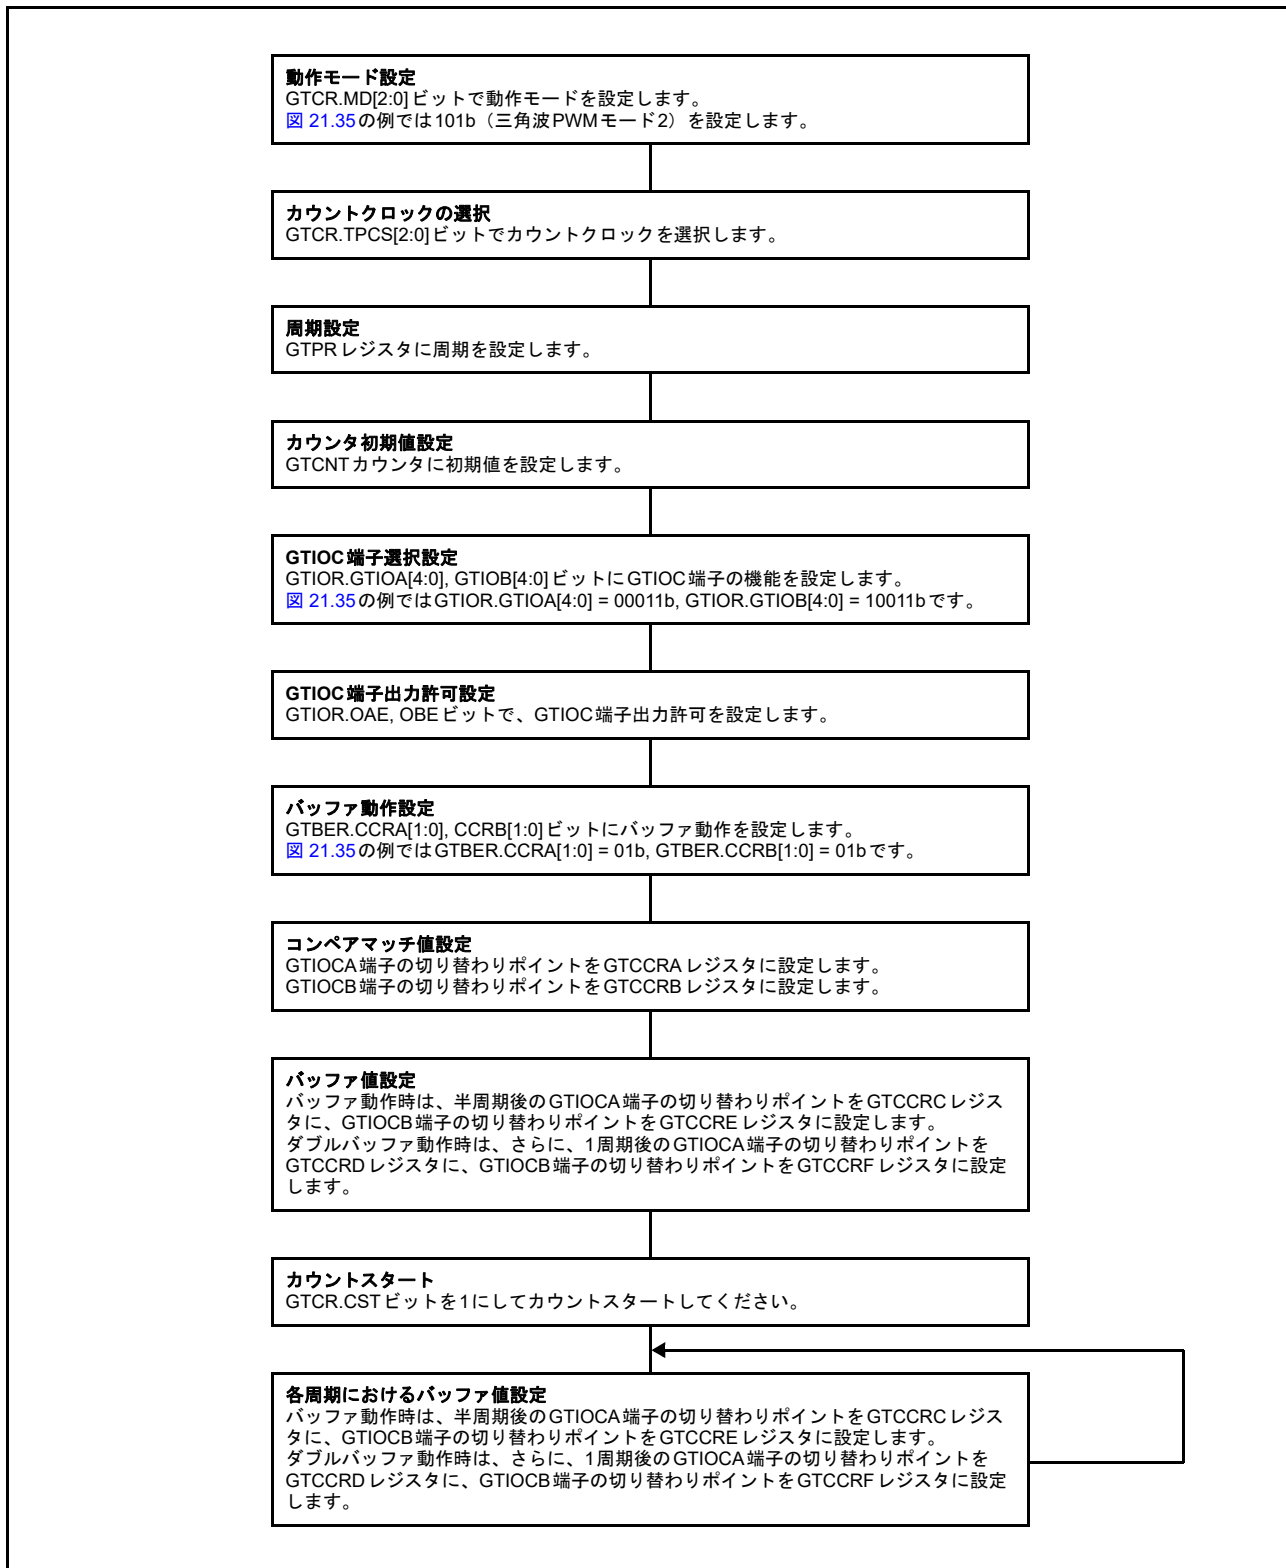 動作モード設定
GTCR.MD[2:0]ビットで動作モードを設定します。
図 21.35の例では101b（三角波PWMモード2）を設定します。
カウントクロックの選択
GTCR.TPCS[2:0]ビットでカウントクロックを選択します。
周期設定
GTPRレジスタに周期を設定します。
カウンタ初期値設定
GTCNTカウンタに初期値を設定します。
GTIOC端子選択設定
GTIOR.GTIOA[4:0], GTIOB[4:0]ビットにGTIOC端子の機能を設定します。
図 21.35の例ではGTIOR.GTIOA[4:0] = 00011b, GTIOR.GTIOB[4:0] = 10011bです。
GTIOC端子出力許可設定
GTIOR.OAE, OBEビットで、GTIOC端子出力許可を設定します。
バッファ動作設定
GTBER.CCRA[1:0], CCRB[1:0]ビットにバッファ動作を設定します。
図 21.35の例ではGTBER.CCRA[1:0] = 01b, GTBER.CCRB[1:0] = 01bです。
コンペアマッチ値設定
GTIOCA端子の切り替わりポイントをGTCCRAレジスタに設定します。
GTIOCB端子の切り替わりポイントをGTCCRBレジスタに設定します。
バッファ値設定
バッファ動作時は、半周期後のGTIOCA端子の切り替わりポイントをGTCCRCレジス
タに、GTIOCB端子の切り替わりポイントをGTCCREレジスタに設定します。
ダブルバッファ動作時は、さらに、1周期後のGTIOCA端子の切り替わりポイントを
GTCCRDレジスタに、GTIOCB端子の切り替わりポイントをGTCCRFレジスタに設定
します。
カウントスタート
GTCR.CSTビットを1にしてカウントスタートしてください。
各周期におけるバッファ値設定
バッファ動作時は、半周期後のGTIOCA端子の切り替わりポイントをGTCCRCレジス
タに、GTIOCB端子の切り替わりポイントをGTCCREレジスタに設定します。
ダブルバッファ動作時は、さらに、1周期後のGTIOCA端子の切り替わりポイントを
GTCCRDレジスタに、GTIOCB端子の切り替わりポイントをGTCCRFレジスタに設定
します。